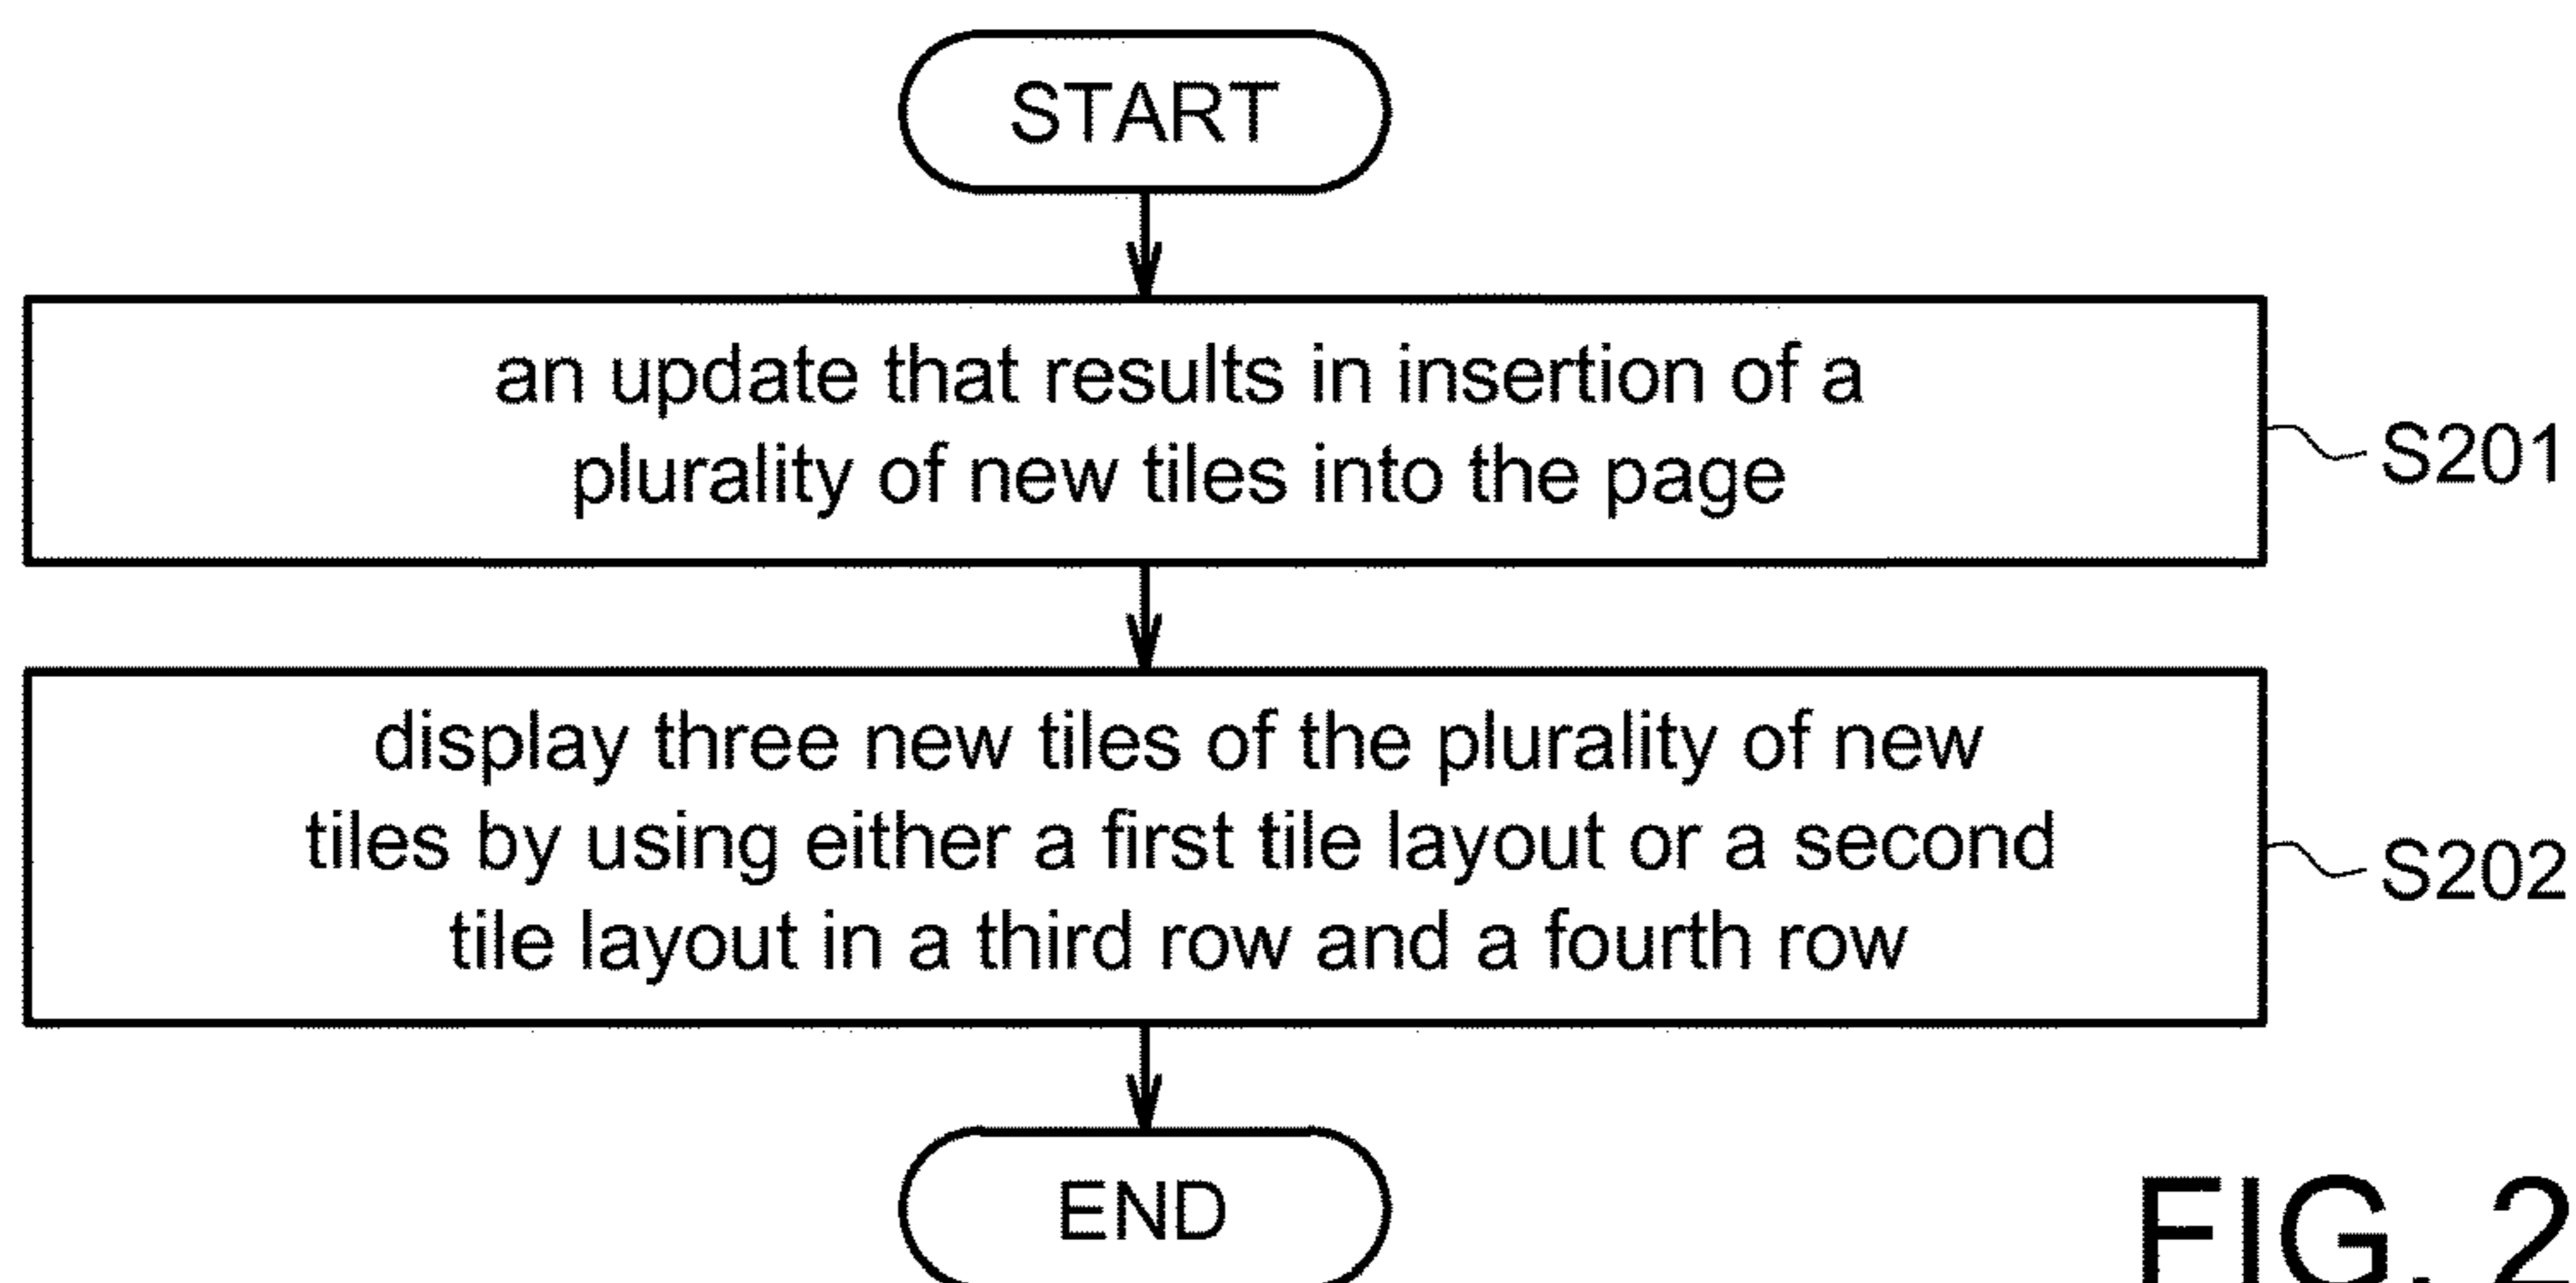 START
an update that results in insertion of a
plurality of new tiles into the page
S201
display three new tiles of the plurality of new
tiles by using either a first tile layout or a second
tile layout in a third row and a fourth row
S202
END
FIG. 2